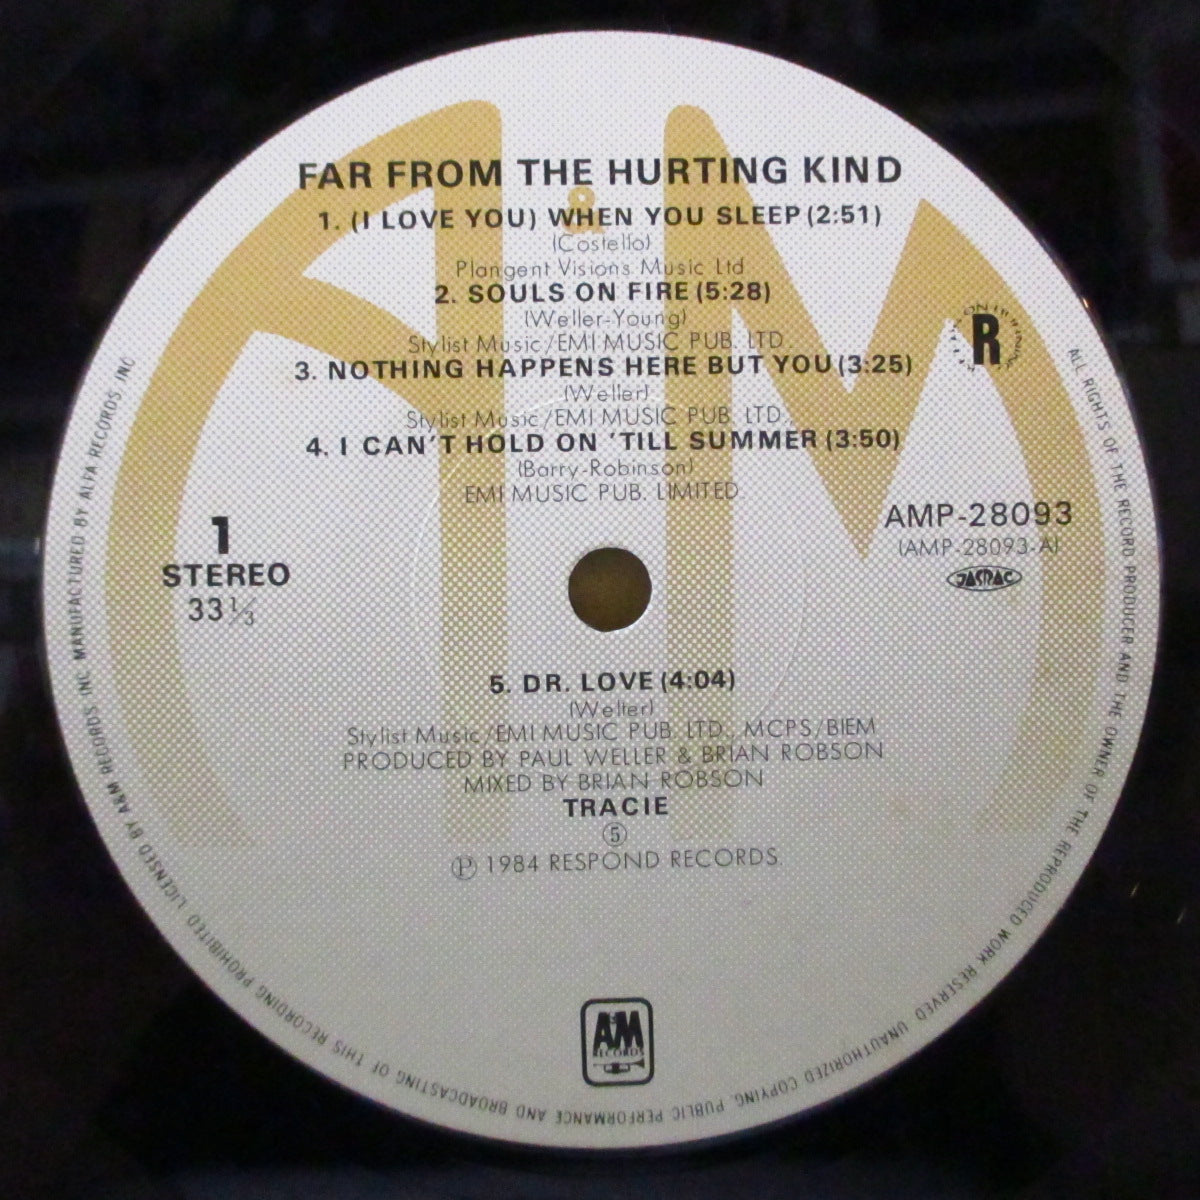 FAR FROM THE HURTING KIND
1. (I LOVE YOU) WHEN YOU SLEEP (2:51)
(Costello)
Plangent Visions Music Ltd
2. SOULS ON FIRE (5:28)
(Weller-Young)
Stylist Music/EMI MUSIC PUB. LTD.
3. NOTHING HAPPENS HERE BUT YOU (3:25)
(Weller)
Stylist Music/EMI MUSIC PUB. LTD.
4. I CAN'T HOLD ON 'TILL SUMMER (3:50)
(Barry-Robinson)
EMI MUSIC PUB. LIMITED.
R
1
STEREO
33 1/3
AMP-28093
(AMP-28093-A)
JASRAC
5. DR. LOVE (4:04)
(Weller)
Stylist Music/EMI MUSIC PUB. LTD., MCPS/BIEM
PRODUCED BY PAUL WELLER & BRIAN ROBSON
MIXED BY BRIAN ROBSON
TRACIE
⑤
Ⓟ 1984 RESPOND RECORDS.
A&M
RECORDS
ALL RIGHTS OF THE RECORD PRODUCER AND THE OWNER OF THE REPRODUCED WORK RESERVED. UNAUTHORIZED COPYING, PUBLIC PERFORMANCE AND BROADCASTING OF THIS RECORDING PROHIBITED. LICENSED BY A&M RECORDS INC. MANUFACTURED BY ALFA RECORDS INC.
A&M